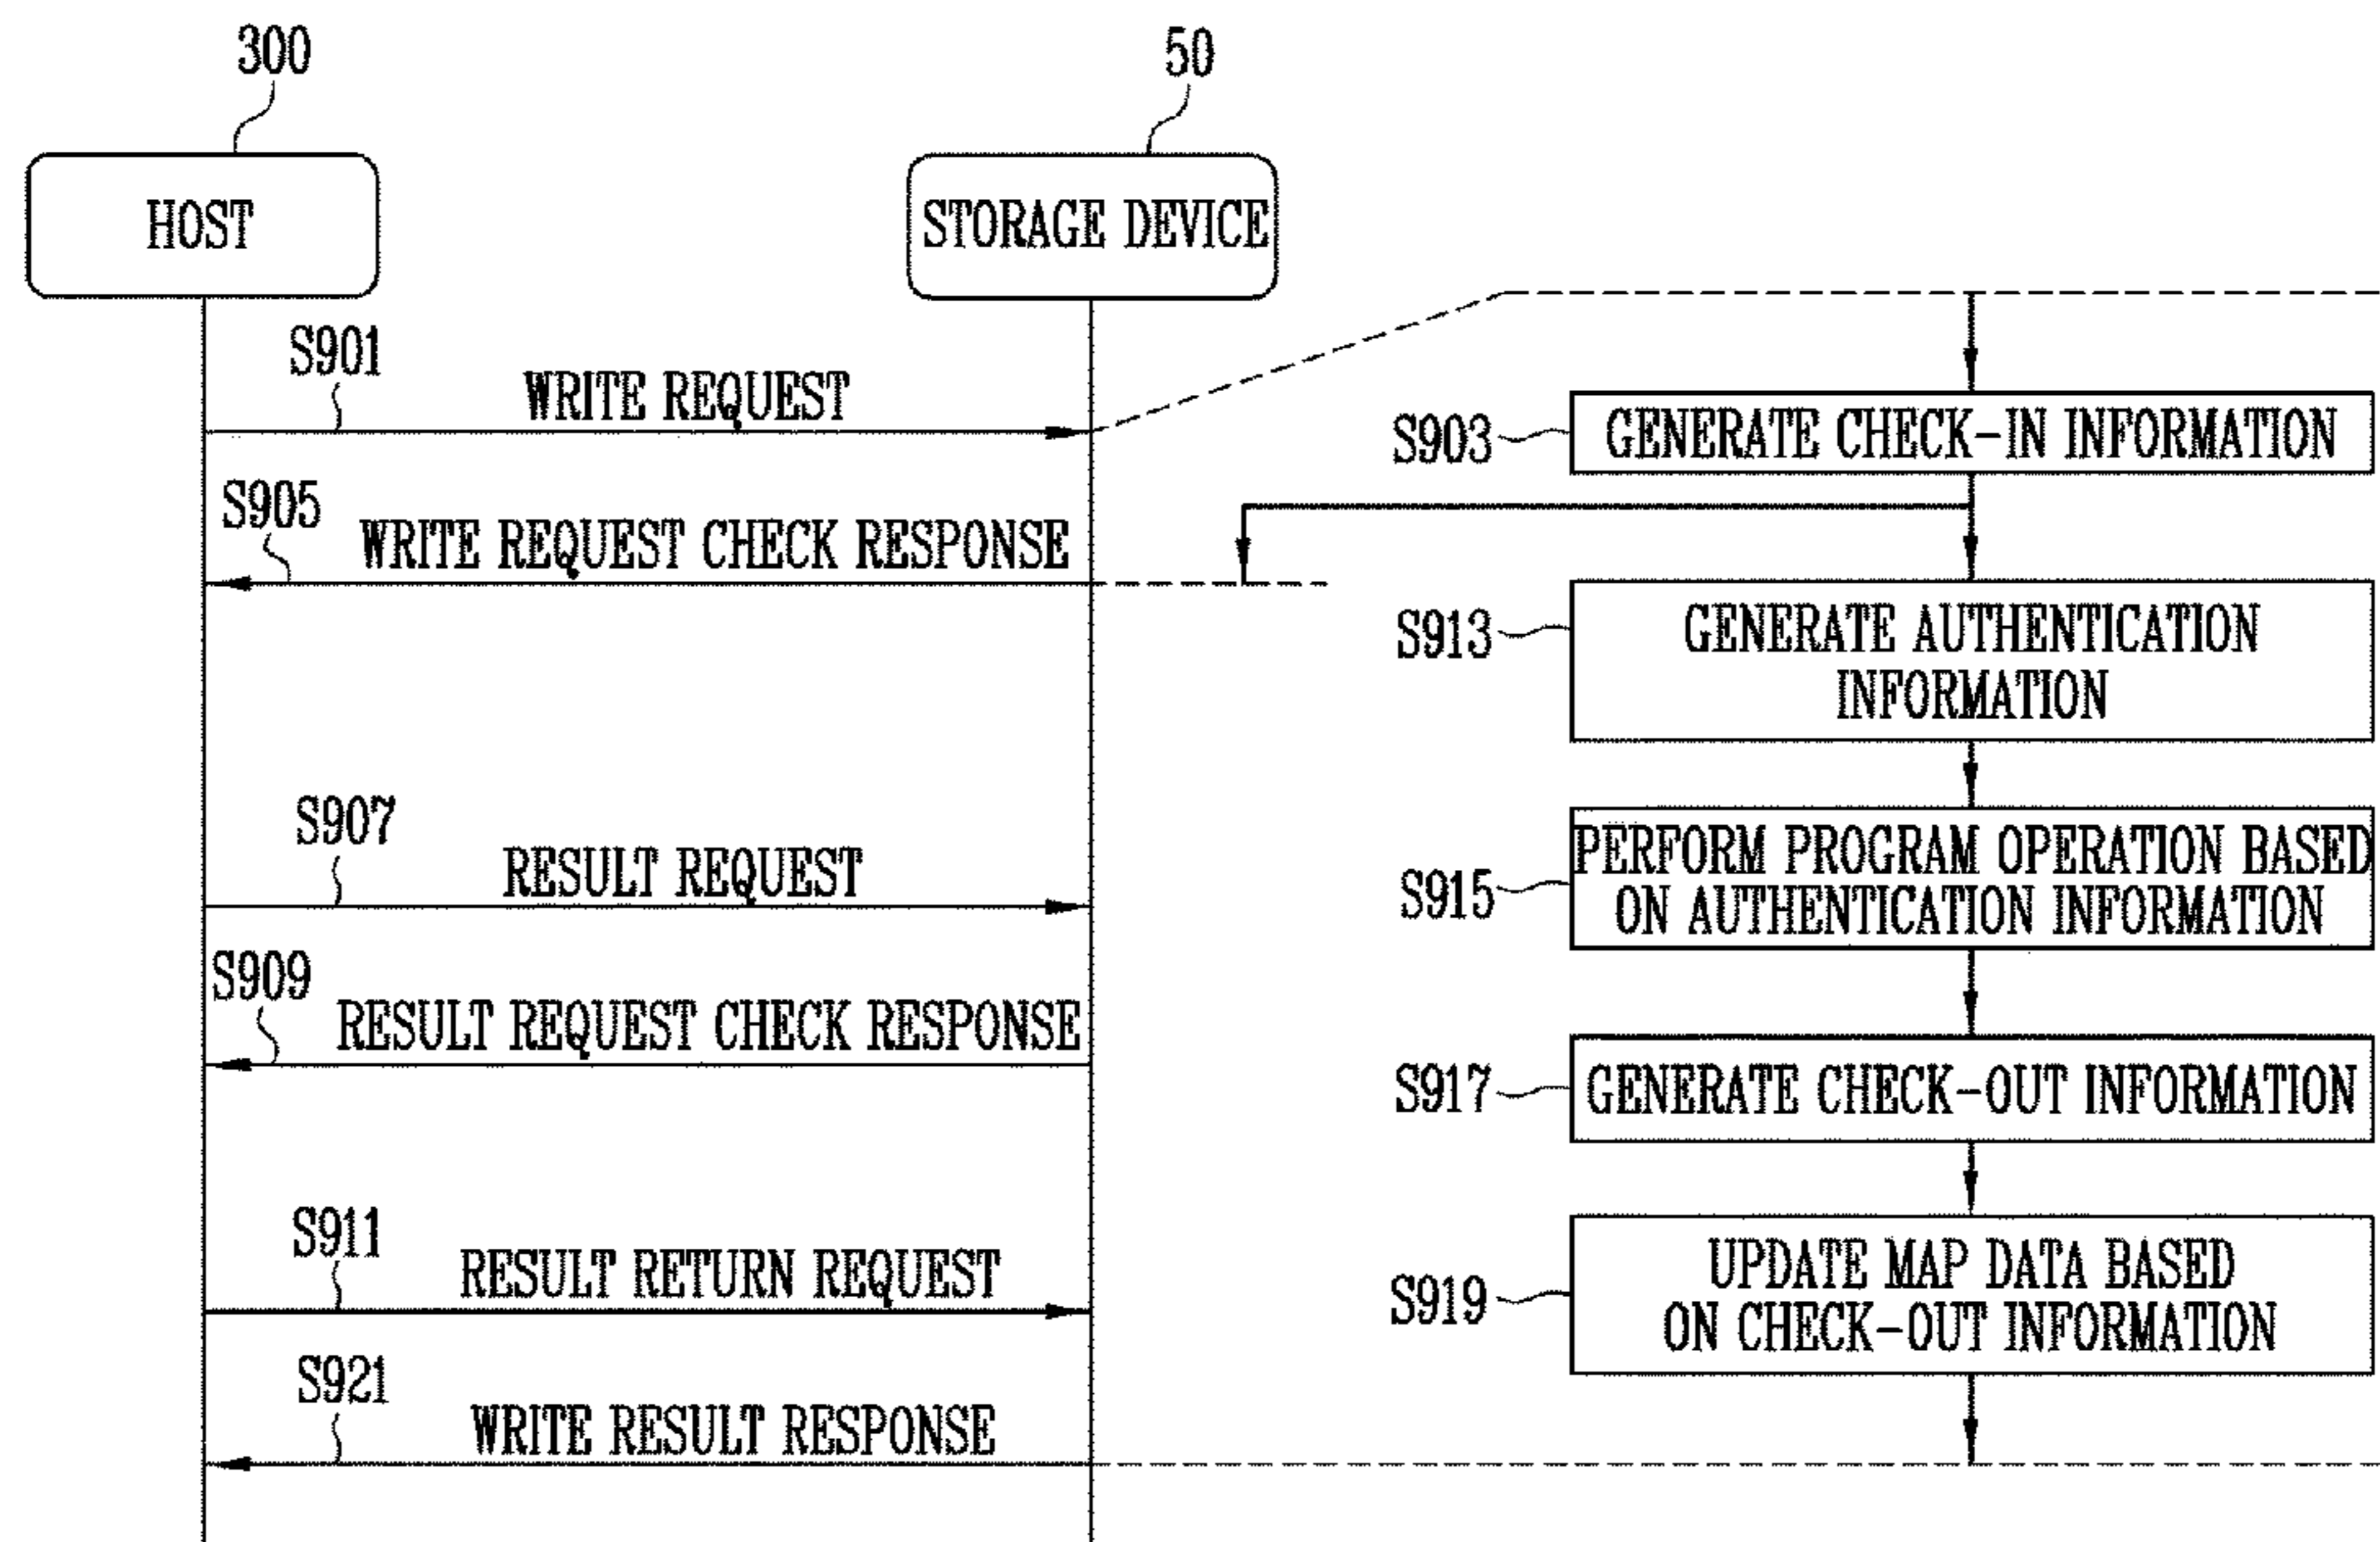 300
50
HOST
STORAGE DEVICE
S901
WRITE REQUEST
S903
GENERATE CHECK-IN INFORMATION
S905
WRITE REQUEST CHECK RESPONSE
S913
GENERATE AUTHENTICATION
INFORMATION
S907
RESULT REQUEST
S915
PERFORM PROGRAM OPERATION BASED
ON AUTHENTICATION INFORMATION
S909
RESULT REQUEST CHECK RESPONSE
S917
GENERATE CHECK-OUT INFORMATION
S911
RESULT RETURN REQUEST
S919
UPDATE MAP DATA BASED
ON CHECK-OUT INFORMATION
S921
WRITE RESULT RESPONSE